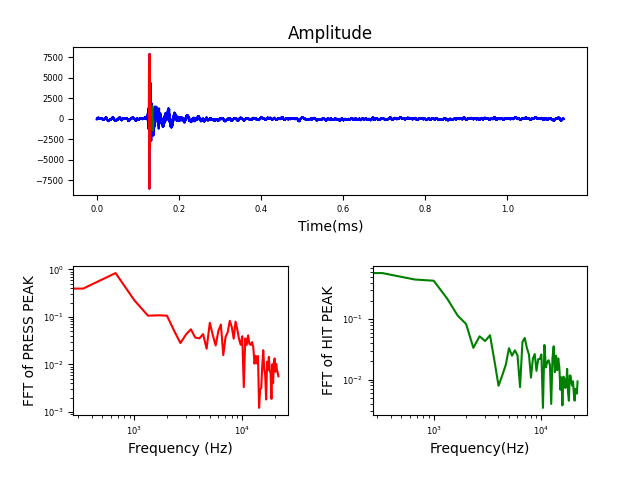 Amplitude
7500
5000
2500
0
−2500
−5000
−7500
0.0 0.2 0.4 0.6 0.8 1.0
Time(ms)
FFT of PRESS PEAK
10⁰
10⁻¹
10⁻²
10⁻³
10³ 10⁴
Frequency (Hz)
FFT of HIT PEAK
10⁻¹
10⁻²
10³ 10⁴
Frequency(Hz)